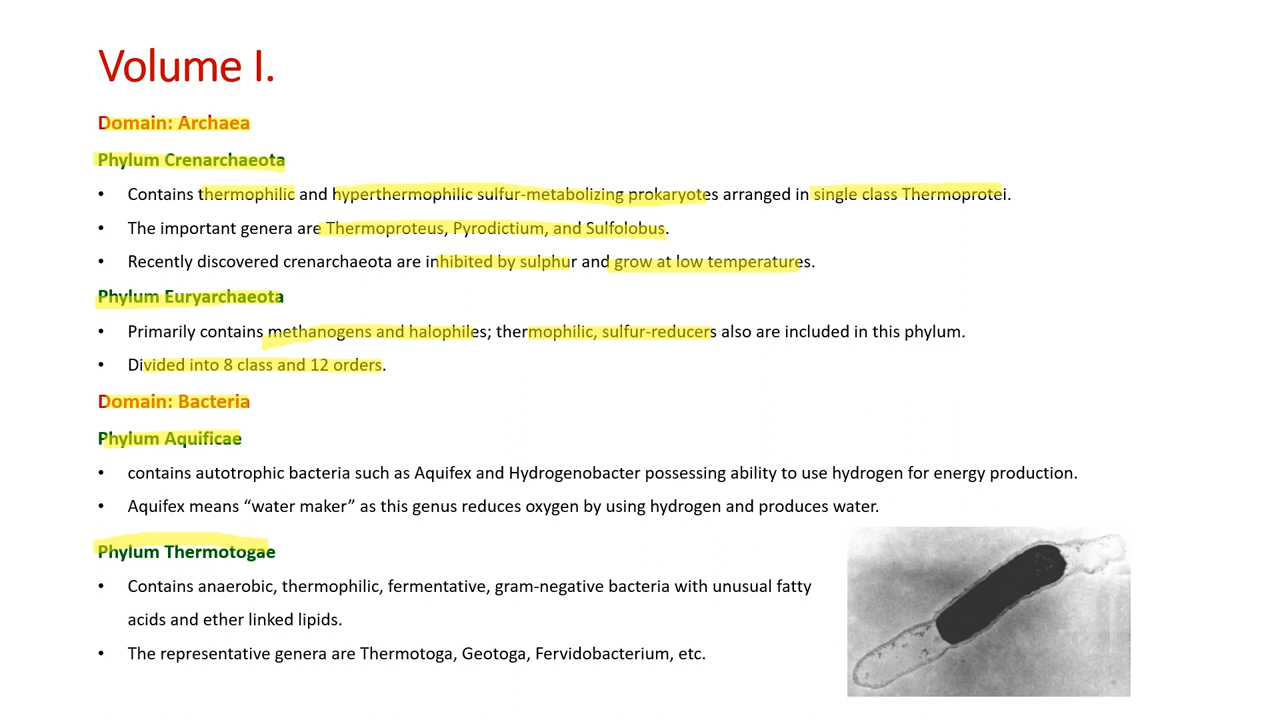 Volume I.
Domain: Archaea
Phylum Crenarchaeota
• Contains thermophilic and hyperthermophilic sulfur-metabolizing prokaryotes arranged in single class Thermoprotei.
• The important genera are Thermoproteus, Pyrodictium, and Sulfolobus.
• Recently discovered crenarchaeota are inhibited by sulphur and grow at low temperatures.
Phylum Euryarchaeota
• Primarily contains methanogens and halophiles; thermophilic, sulfur-reducers also are included in this phylum.
• Divided into 8 class and 12 orders.
Domain: Bacteria
Phylum Aquificae
• contains autotrophic bacteria such as Aquifex and Hydrogenobacter possessing ability to use hydrogen for energy production.
• Aquifex means “water maker” as this genus reduces oxygen by using hydrogen and produces water.
Phylum Thermotogae
• Contains anaerobic, thermophilic, fermentative, gram-negative bacteria with unusual fatty
acids and ether linked lipids.
• The representative genera are Thermotoga, Geotoga, Fervidobacterium, etc.